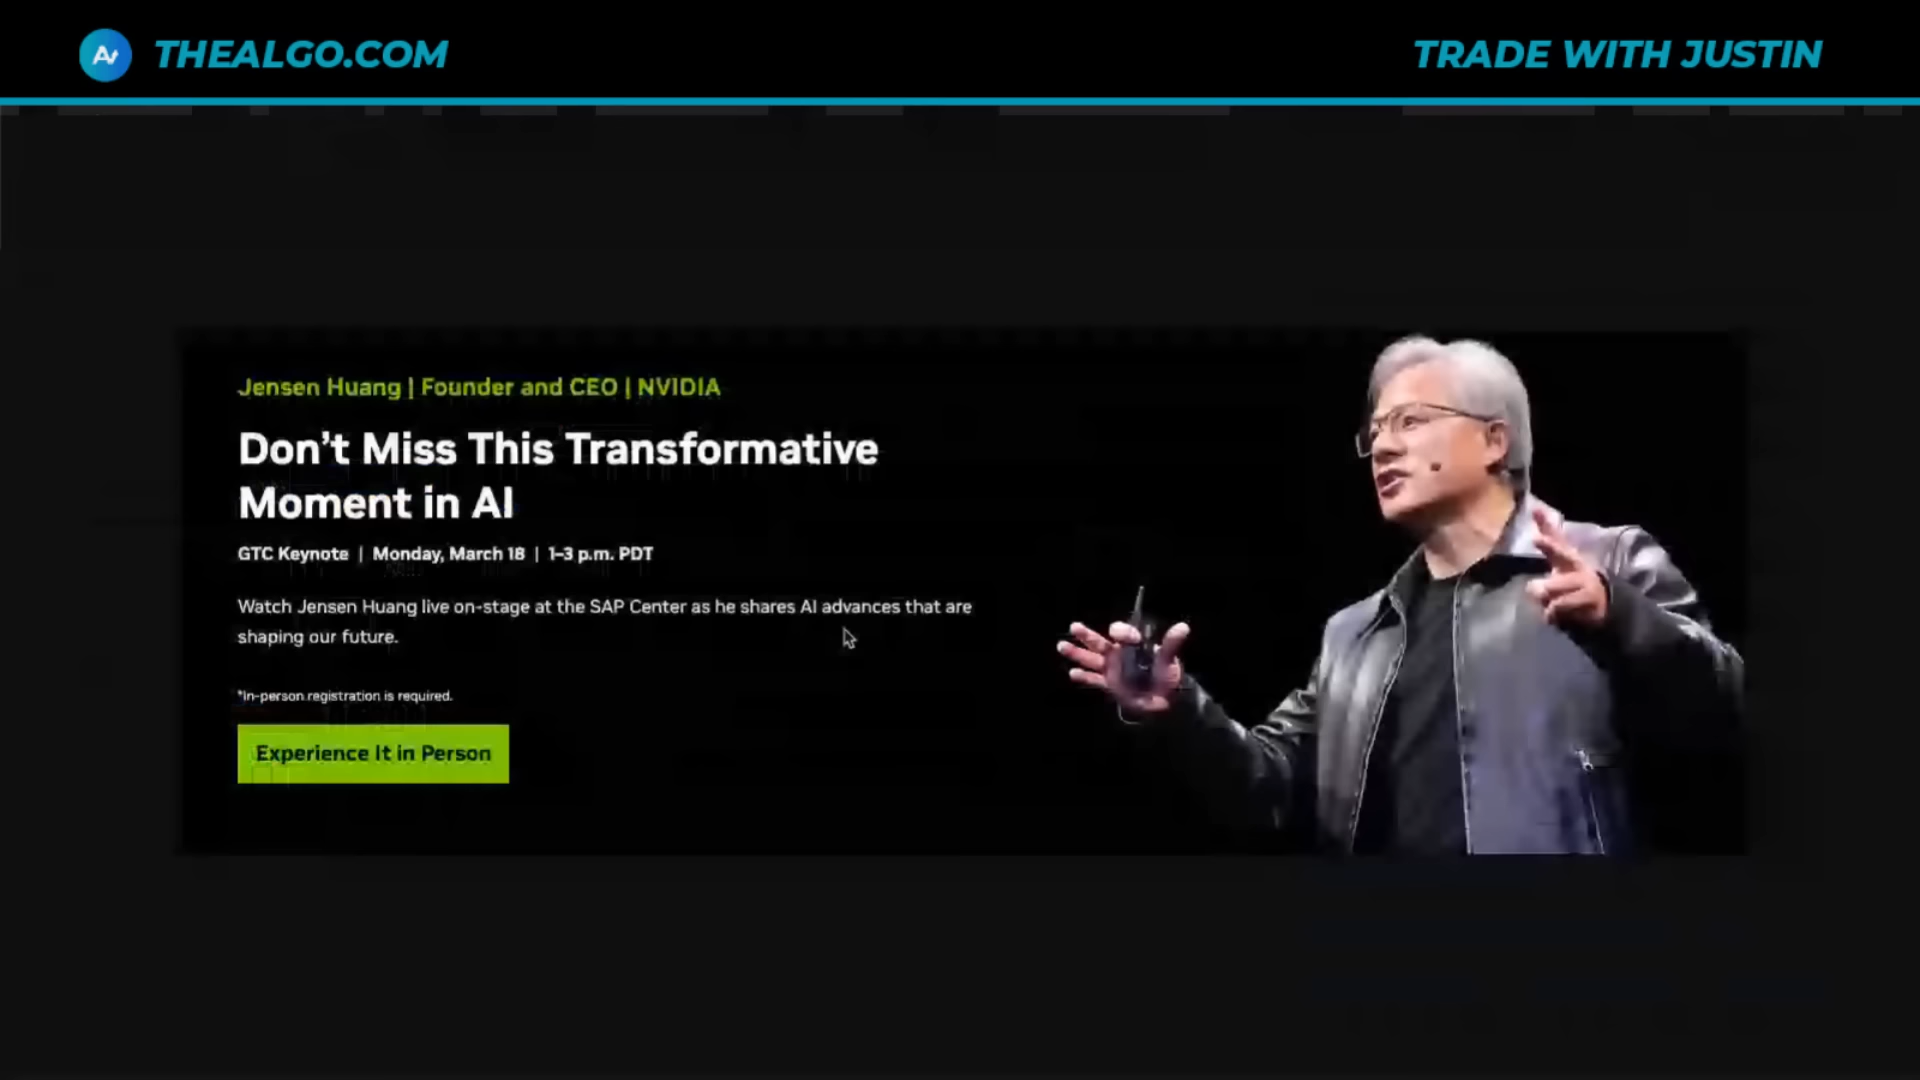 THEALGO.COM
TRADE WITH JUSTIN
Jensen Huang | Founder and CEO | NVIDIA
Don't Miss This Transformative
Moment in AI
GTC Keynote | Monday, March 18 | 1–3 p.m. PDT
Watch Jensen Huang live on-stage at the SAP Center as he shares AI advances that are
shaping our future.
*In-person registration is required.
Experience It in Person